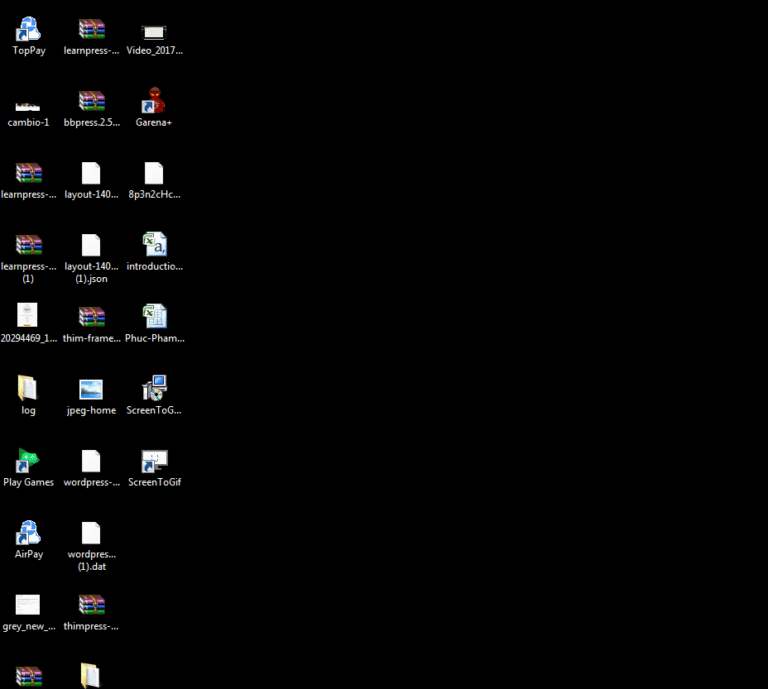 TopPay
learnpress-...
Video_2017...
cambio-1
bbpress.2.5...
Garena+
learnpress-...
layout-140...
8p3n2cHc...
learnpress-...
(1)
layout-140...
(1).json
introductio...
20294469_1...
thim-frame...
Phuc-Pham...
log
jpeg-home
ScreenToG...
Play Games
wordpress-...
ScreenToGif
AirPay
wordpres...
(1).dat
grey_new_...
thimpress-...